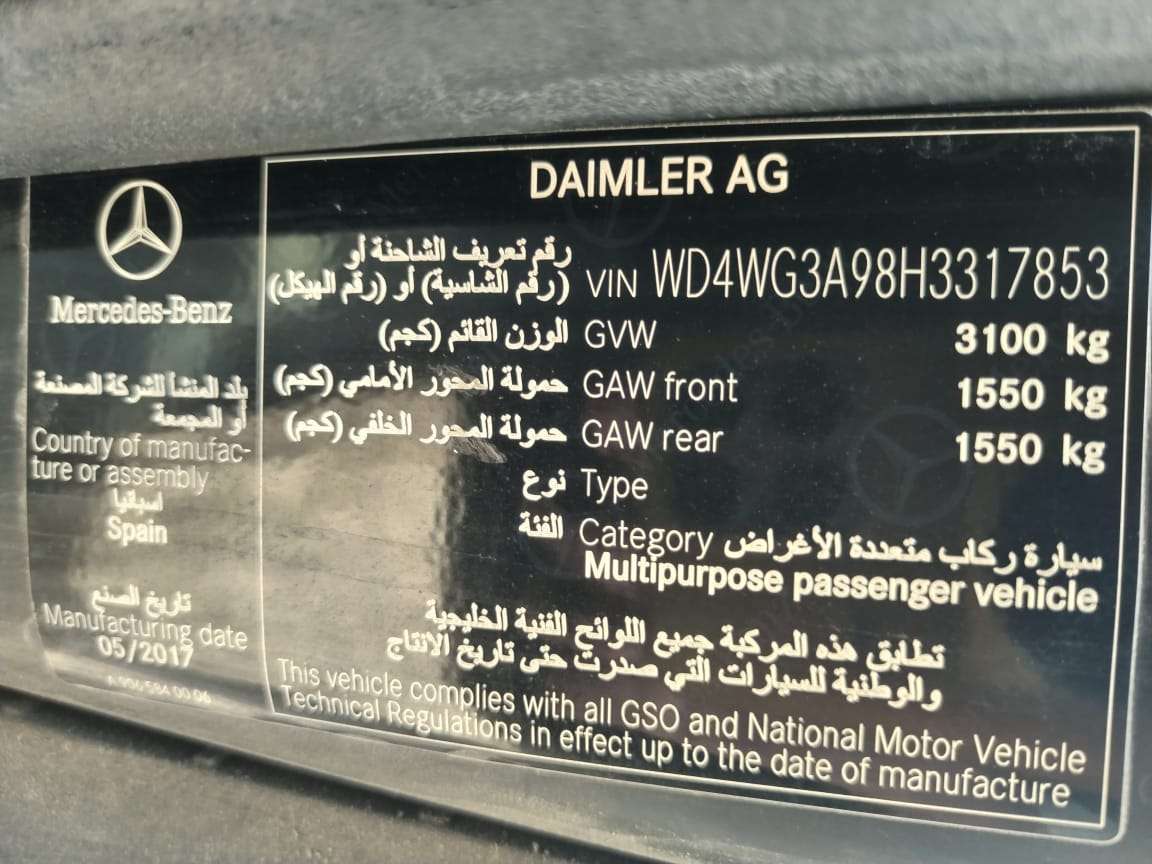 Mercedes-Benz
بلد المنشأ للشركة المصنعة
أو المجمعة
Country of manufac-
ture or assembly
اسبانيا
Spain
تاريخ الصنع
Manufacturing date
05/2017
A 906 584 00 06
DAIMLER AG
رقم تعريف الشاحنة أو
(رقم الشاسية) أو (رقم الهيكل) VIN WD4WG3A98H3317853
الوزن القائم (كجم) GVW 3100 kg
حمولة المحور الأمامي (كجم) GAW front 1550 kg
حمولة المحور الخلفي (كجم) GAW rear 1550 kg
نوع Type
الفئة Category سيارة ركاب متعددة الأغراض
Multipurpose passenger vehicle
تطابق هذه المركبة جميع اللوائح الفنية الخليجية
والوطنية للسيارات التي صدرت حتى تاريخ الانتاج
This vehicle complies with all GSO and National Motor Vehicle
Technical Regulations in effect up to the date of manufacture